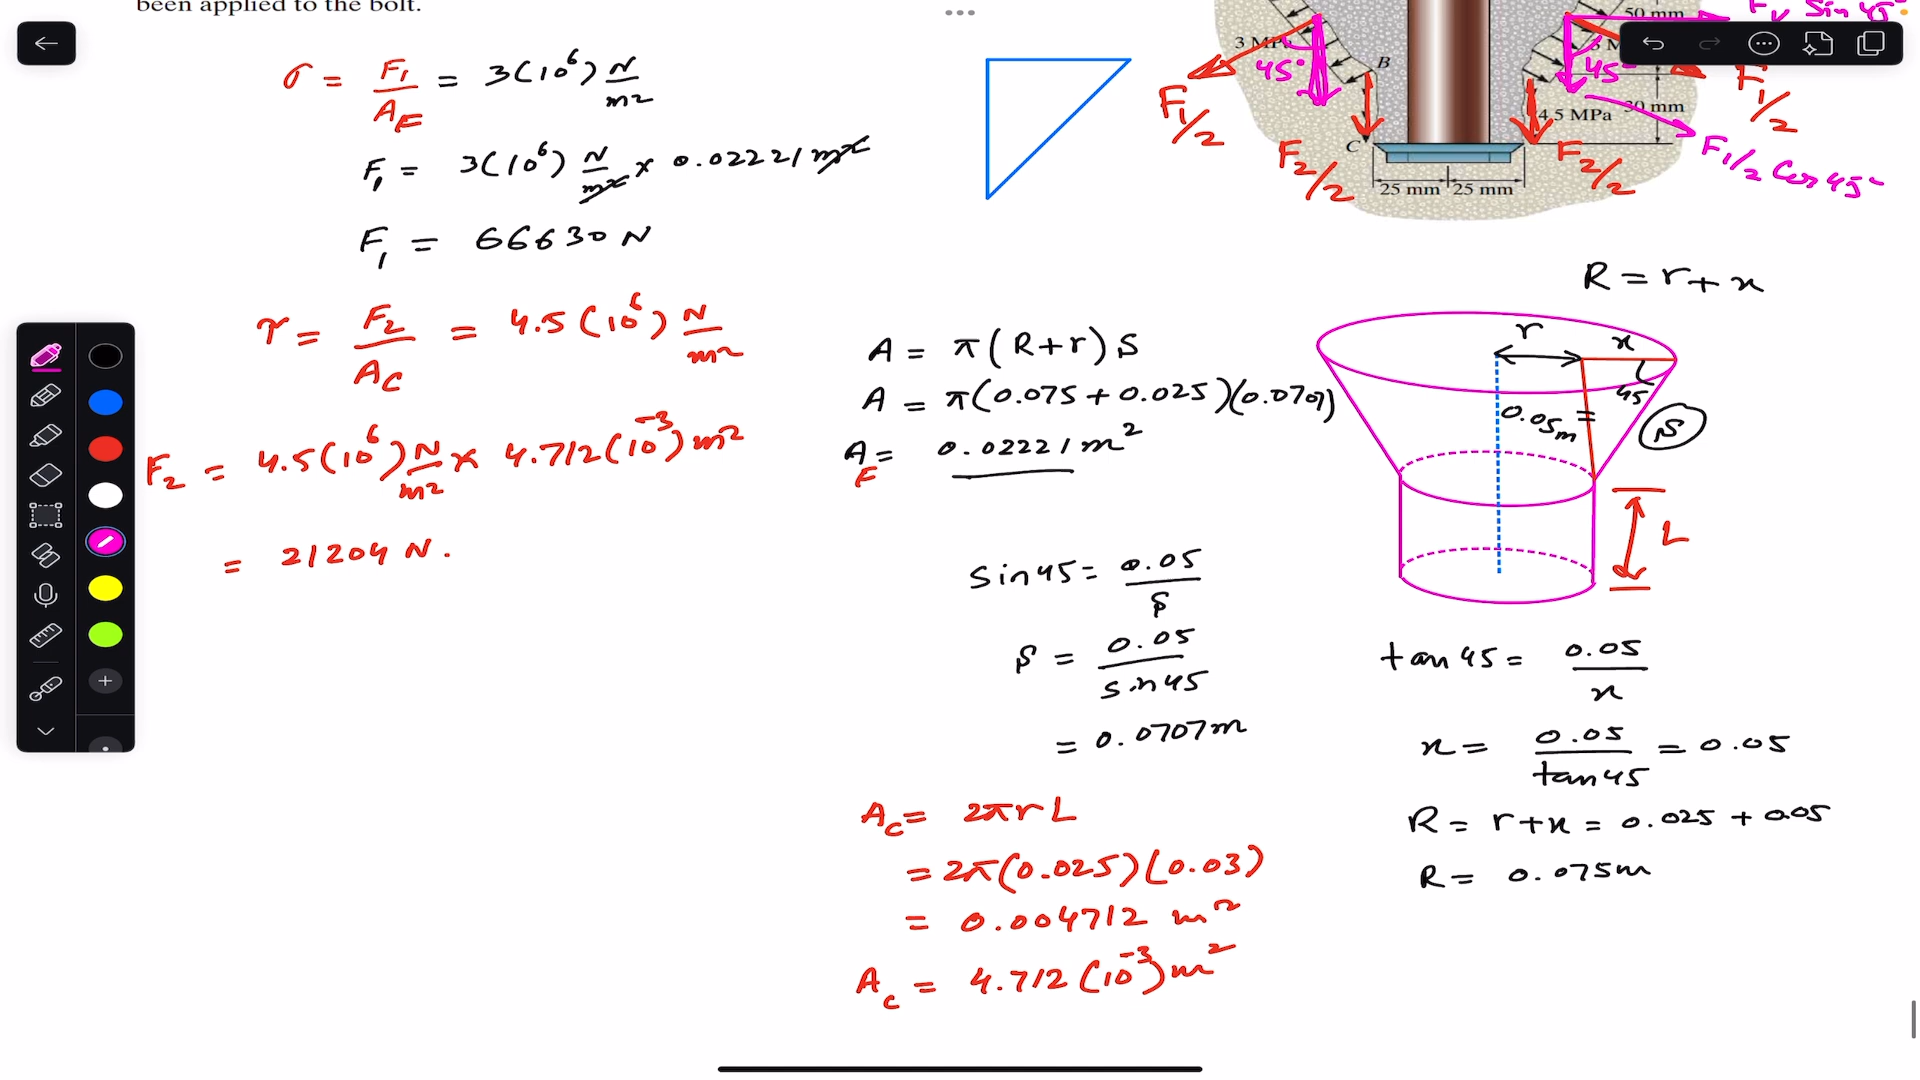 been applied to the bolt.
σ = F1/AF = 3(10^6) N/m2
F1 = 3(10^6) N/m2 × 0.02221 m2
F1 = 66630 N
τ = F2/AC = 4.5(10^6) N/m2
F2 = 4.5(10^6) N/m2 × 4.712(10^-3) m2
= 21204 N.
50 mm
Sin 45°
3 MPa
45°
B
45°
F1/2
F1/2
4.5 MPa
30 mm
C
F2/2
F2/2
F1/2 Cos 45°
25 mm
25 mm
R = r + x
r
x
45
0.05m =
S
L
A = π(R+r)S
A = π(0.075 + 0.025)(0.0707)
AF = 0.02221 m^2
sin45 = 0.05/S
S = 0.05/sin45
= 0.0707m
tan45 = 0.05/x
x = 0.05/tan45 = 0.05
R = r+x = 0.025 + 0.05
R = 0.075m
Ac = 2πrL
= 2π(0.025)(0.03)
= 0.004712 m^2
Ac = 4.712(10^-3) m^2